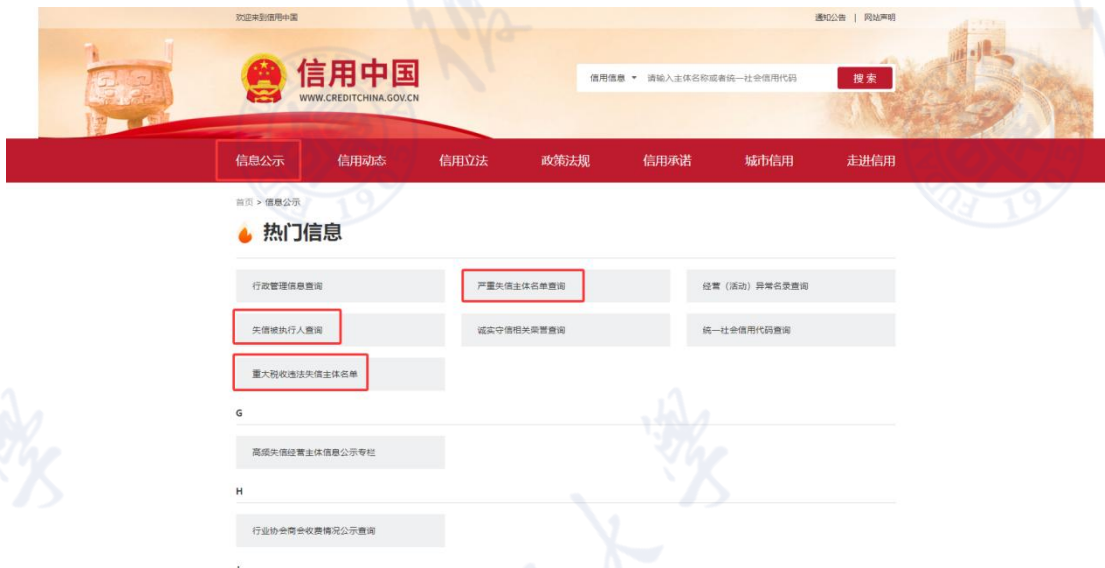 欢迎来到信用中国
通知公告 | 网站声明
信用中国
WWW.CREDITCHINA.GOV.CN
信用信息 请输入主体名称或者统一社会信用代码 搜索
信息公示 信用动态 信用立法 政策法规 信用承诺 城市信用 走进信用
首页 > 信息公示
热门信息
行政管理信息查询 严重失信主体名单查询 经营（活动）异常名录查询
失信被执行人查询 诚实守信相关荣誉查询 统一社会信用代码查询
重大税收违法失信主体名单
G
高频失信经营主体信息公示专栏
H
行业协会商会收费情况公示查询